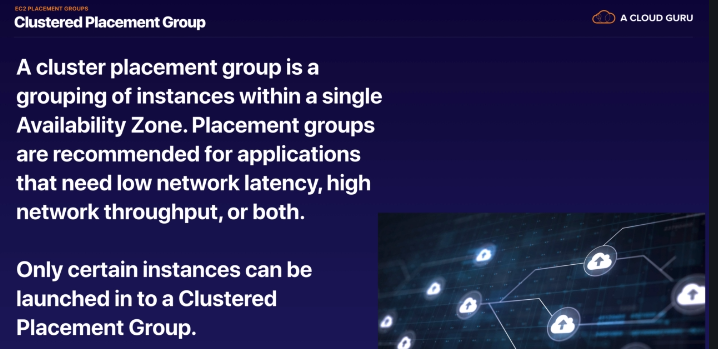 EC2 PLACEMENT GROUPS
Clustered Placement Group
A CLOUD GURU
A cluster placement group is a
grouping of instances within a single
Availability Zone. Placement groups
are recommended for applications
that need low network latency, high
network throughput, or both.
Only certain instances can be
launched in to a Clustered
Placement Group.